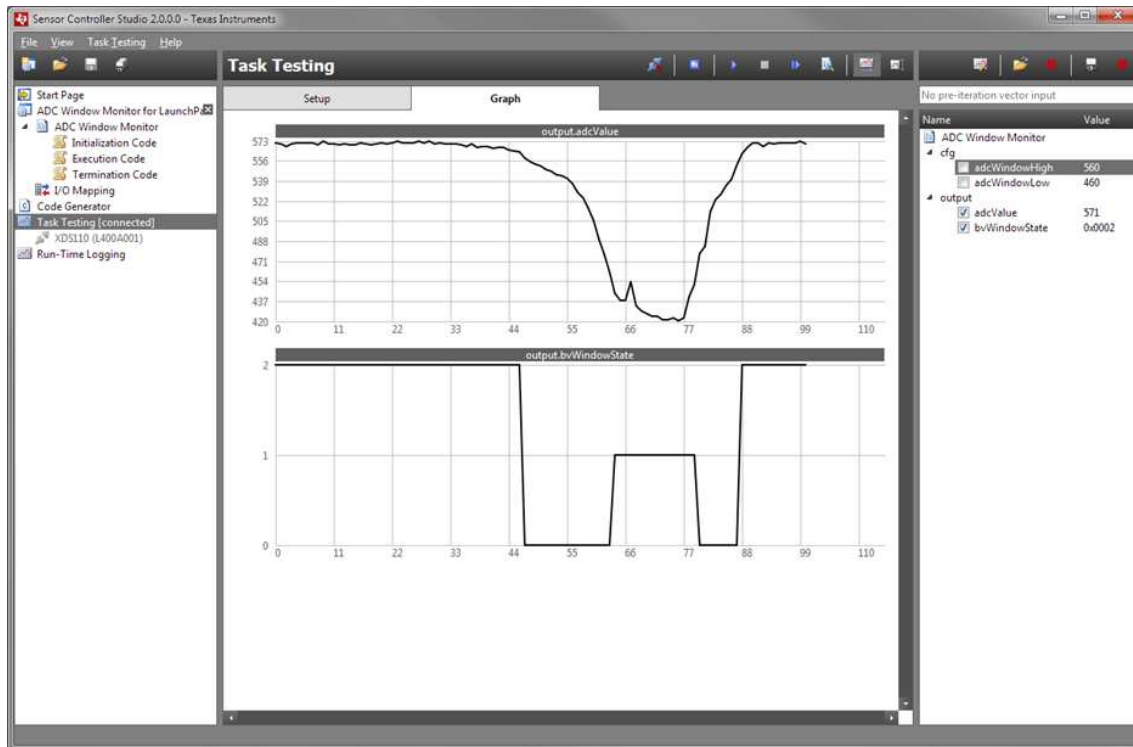 Sensor Controller Studio 2.0.0.0 - Texas Instruments
File View Task Testing Help
Task Testing
Start Page
ADC Window Monitor for LaunchPa
ADC Window Monitor
Initialization Code
Execution Code
Termination Code
I/O Mapping
Code Generator
Task Testing [connected]
XDS110 (L400A001)
Run-Time Logging
Setup Graph
output.adcValue
573
556
539
522
505
488
471
454
437
420
0 11 22 33 44 55 66 77 88 99 110
output.bvWindowState
2
1
0
0 11 22 33 44 55 66 77 88 99 110
No pre-iteration vector input
Name Value
ADC Window Monitor
cfg
adcWindowHigh 560
adcWindowLow 460
output
adcValue 571
bvWindowState 0x0002